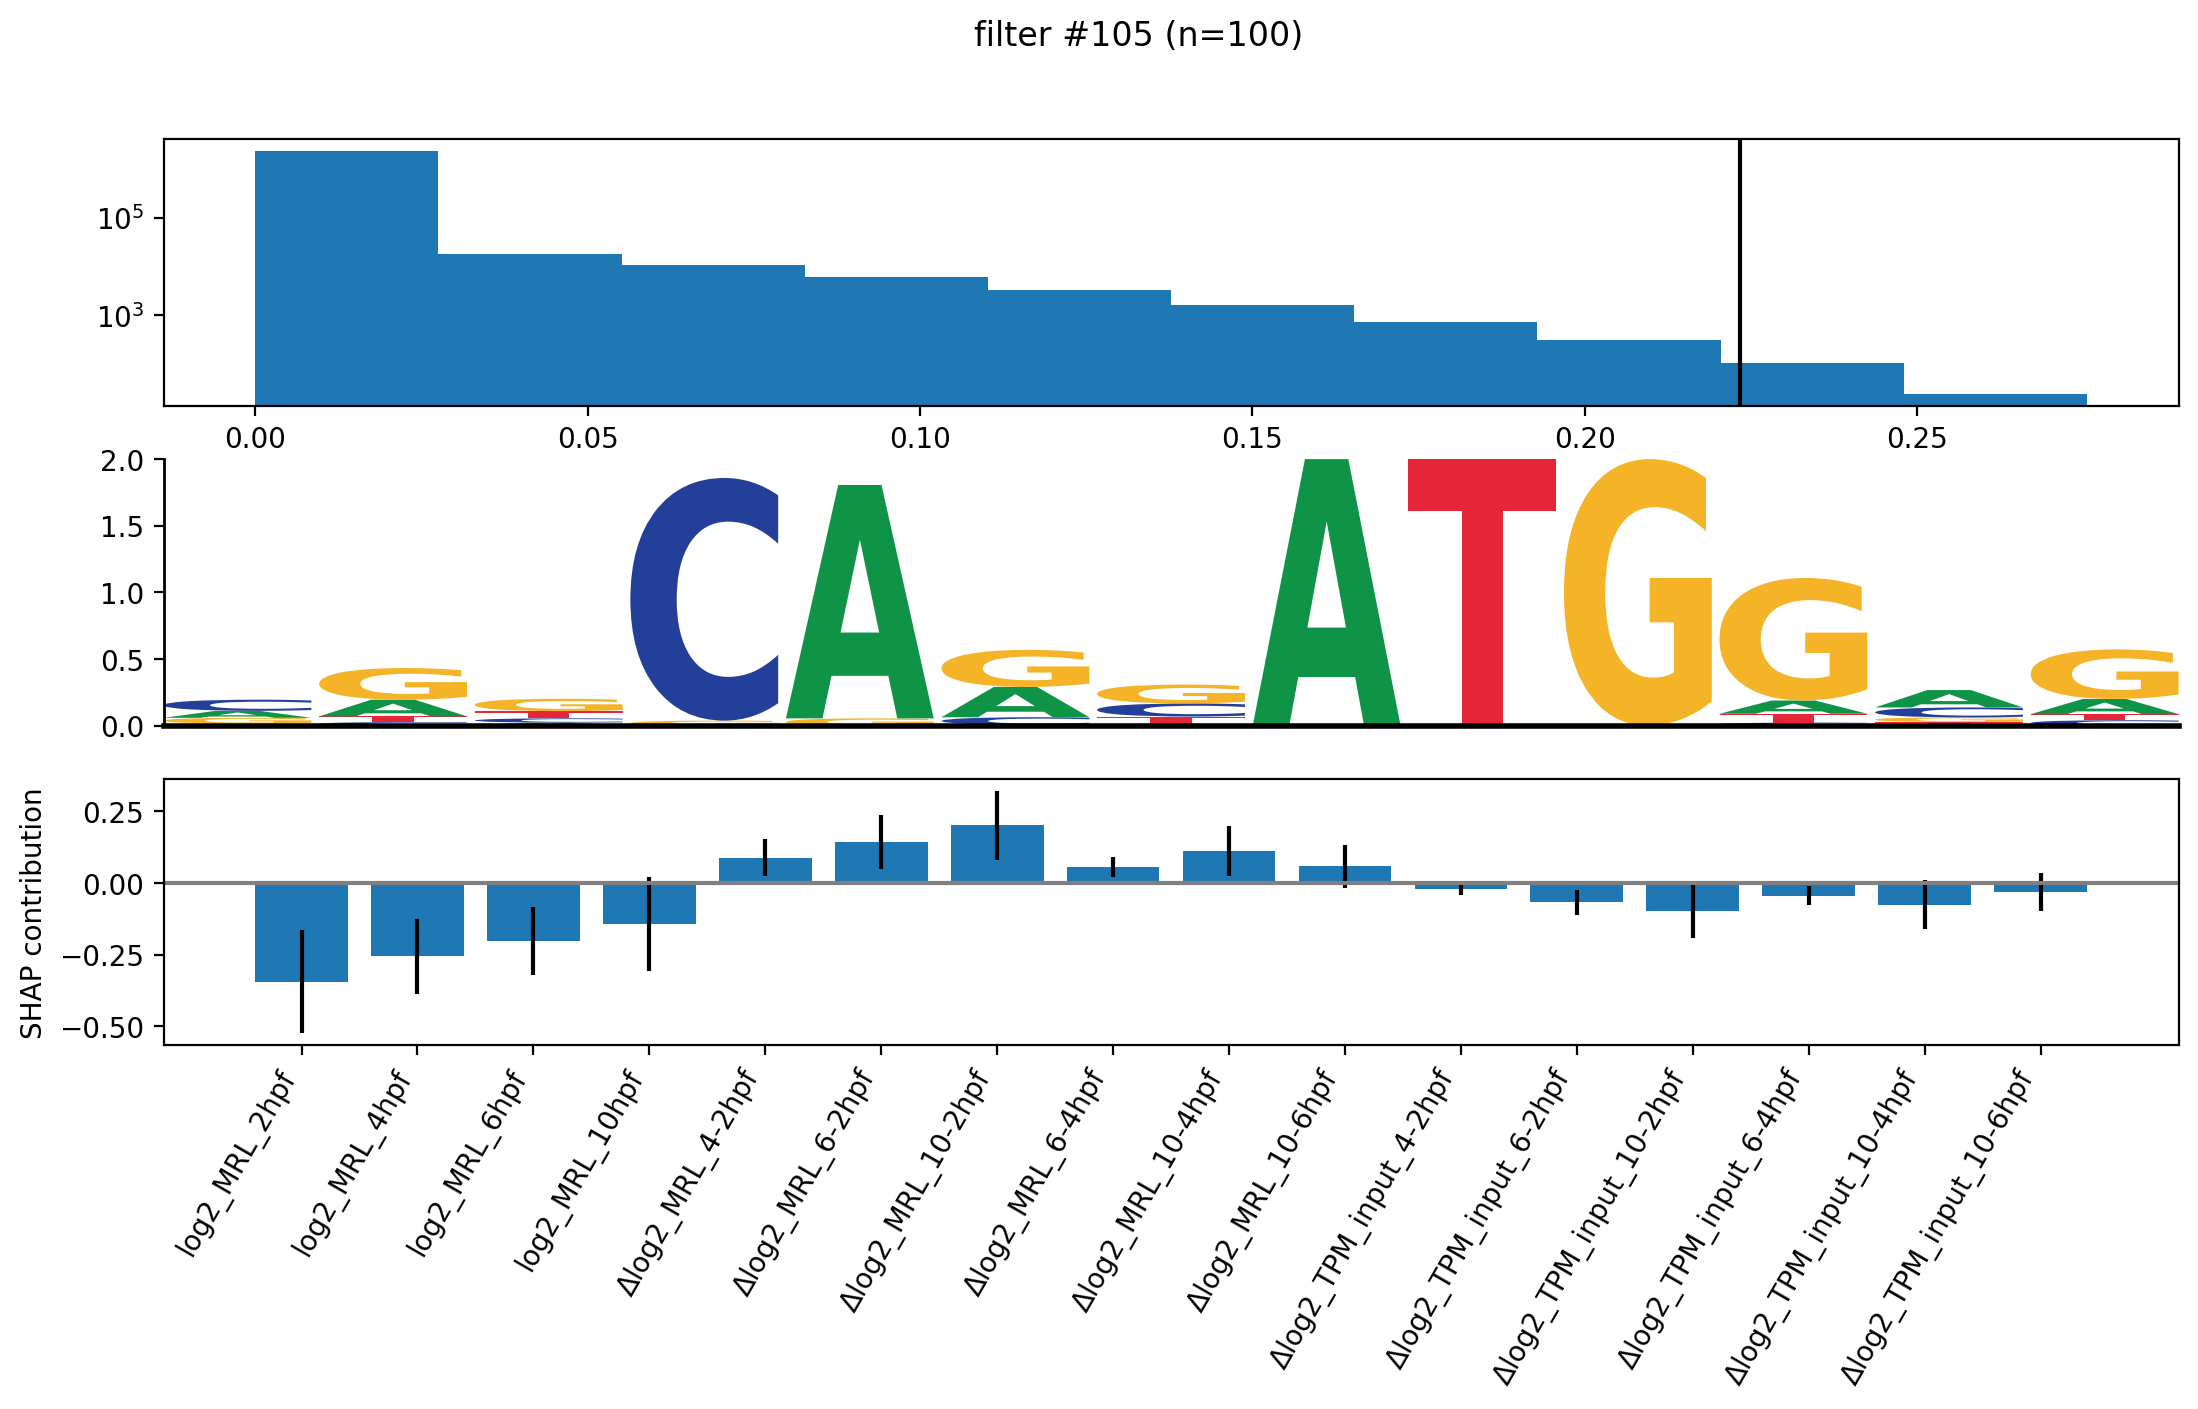 filter #105 (n=100)
10^5
10^3
0.00 0.05 0.10 0.15 0.20 0.25
2.0
1.5
1.0
0.5
0.0
C A G A T G G A G
SHAP contribution
0.25
0.00
−0.25
−0.50
log2_MRL_2hpf
log2_MRL_4hpf
log2_MRL_6hpf
log2_MRL_10hpf
Δlog2_MRL_4-2hpf
Δlog2_MRL_6-2hpf
Δlog2_MRL_10-2hpf
Δlog2_MRL_6-4hpf
Δlog2_MRL_10-4hpf
Δlog2_MRL_10-6hpf
Δlog2_TPM_input_4-2hpf
Δlog2_TPM_input_6-2hpf
Δlog2_TPM_input_10-2hpf
Δlog2_TPM_input_6-4hpf
Δlog2_TPM_input_10-4hpf
Δlog2_TPM_input_10-6hpf